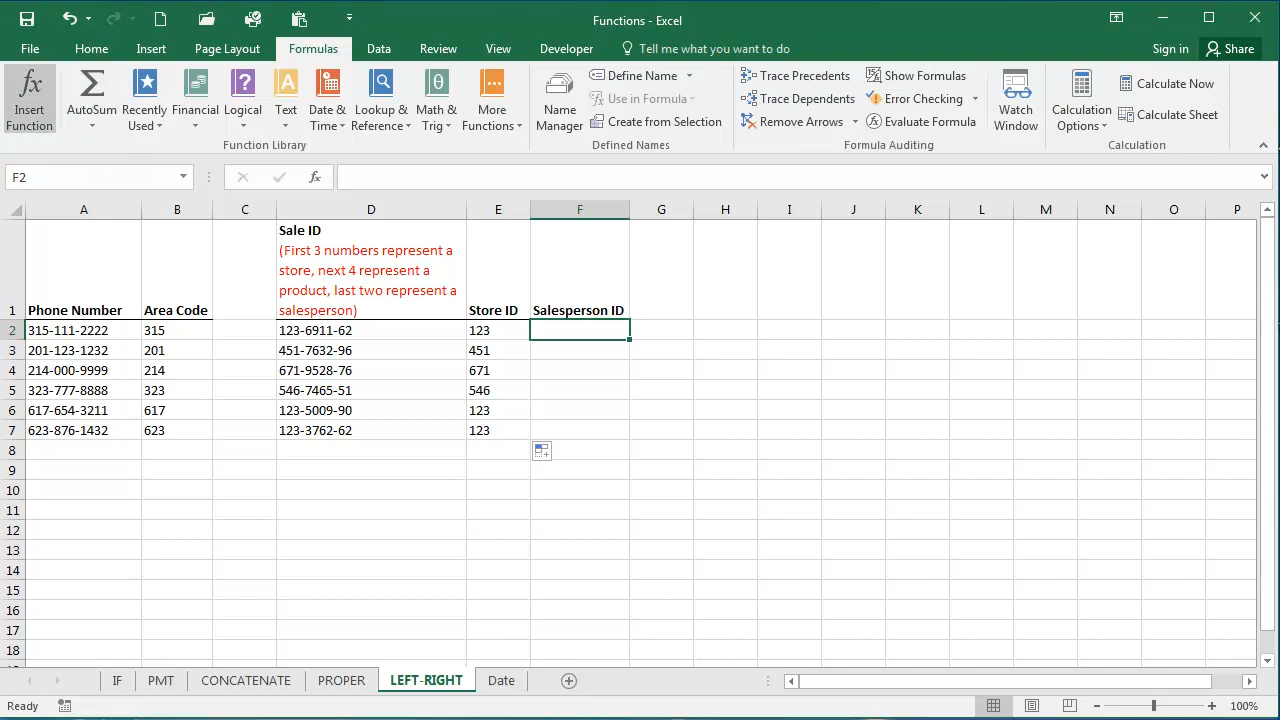 Functions - Excel
File Home Insert Page Layout Formulas Data Review View Developer Tell me what you want to do Sign in Share
Insert Function
AutoSum
Recently Used
Financial
Logical
Text
Date & Time
Lookup & Reference
Math & Trig
More Functions
Function Library
Name Manager
Define Name
Use in Formula
Create from Selection
Defined Names
Trace Precedents
Trace Dependents
Remove Arrows
Show Formulas
Error Checking
Evaluate Formula
Formula Auditing
Watch Window
Calculation Options
Calculate Now
Calculate Sheet
Calculation
F2 fx
A B C D E F G H I J K L M N O P
Sale ID
(First 3 numbers represent a
store, next 4 represent a
product, last two represent a
salesperson)
1 Phone Number Area Code Store ID Salesperson ID
2 315-111-2222 315 123-6911-62 123
3 201-123-1232 201 451-7632-96 451
4 214-000-9999 214 671-9528-76 671
5 323-777-8888 323 546-7465-51 546
6 617-654-3211 617 123-5009-90 123
7 623-876-1432 623 123-3762-62 123
8
9
10
11
12
13
14
15
16
17
18
IF PMT CONCATENATE PROPER LEFT-RIGHT Date
Ready 100%